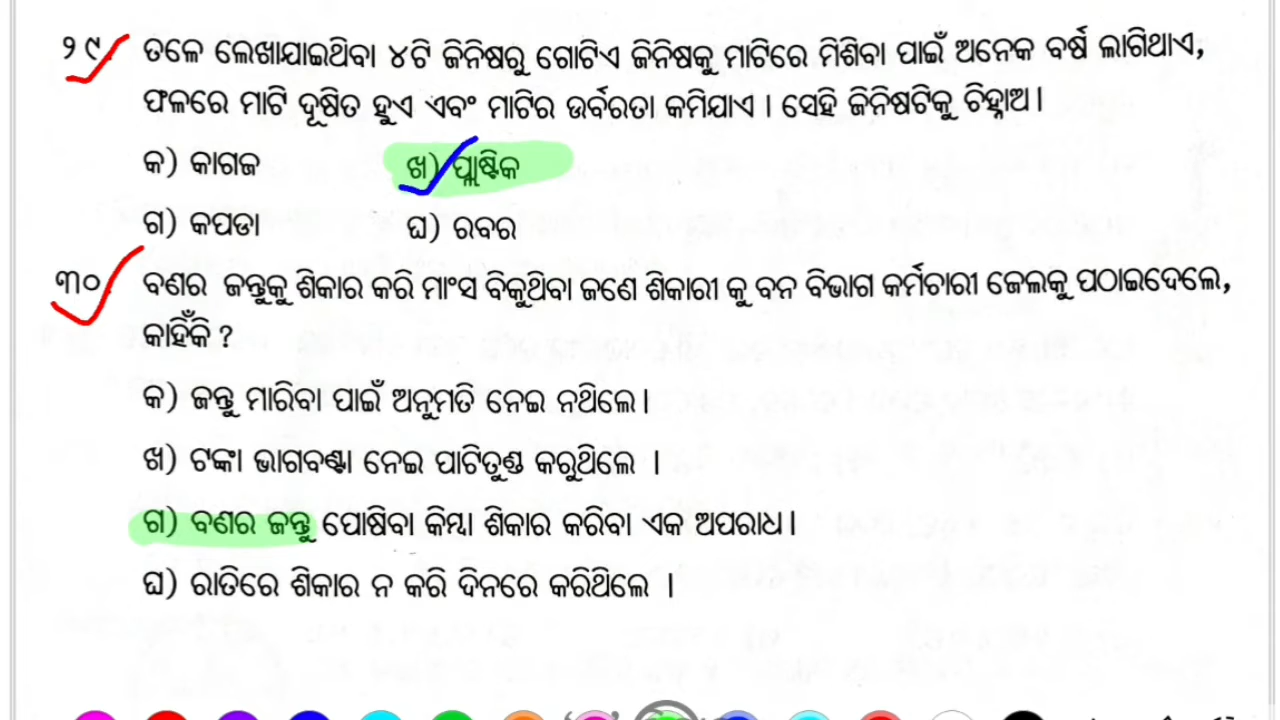 ୨୯. ତଳେ ଲେଖାଯାଇଥିବା ୪ଟି ଜିନିଷରୁ ଗୋଟିଏ ଜିନିଷକୁ ମାଟିରେ ମିଶିବା ପାଇଁ ଅନେକ ବର୍ଷ ଲାଗିଥାଏ,
ଫଳରେ ମାଟି ଦୂଷିତ ହୁଏ ଏବଂ ମାଟିର ଉର୍ବରତା କମିଯାଏ । ସେହି ଜିନିଷଟିକୁ ଚିହ୍ନାଅ।
କ) କାଗଜ ଖ) ପ୍ଲାଷ୍ଟିକ
ଗ) କପଡା ଘ) ରବର
୩୦. ବଣର ଜନ୍ତୁକୁ ଶିକାର କରି ମାଂସ ବିକୁଥିବା ଜଣେ ଶିକାରୀ କୁ ବନ ବିଭାଗ କର୍ମଚାରୀ ଜେଲକୁ ପଠାଇଦେଲେ,
କାହିଁକି ?
କ) ଜନ୍ତୁ ମାରିବା ପାଇଁ ଅନୁମତି ନେଇ ନଥିଲେ ।
ଖ) ଟଙ୍କା ଭାଗବଣ୍ଟା ନେଇ ପାଟିତୁଣ୍ଡ କରୁଥିଲେ ।
ଗ) ବଣର ଜନ୍ତୁ ପୋଷିବା କିମ୍ବା ଶିକାର କରିବା ଏକ ଅପରାଧ।
ଘ) ରାତିରେ ଶିକାର ନ କରି ଦିନରେ କରିଥିଲେ ।